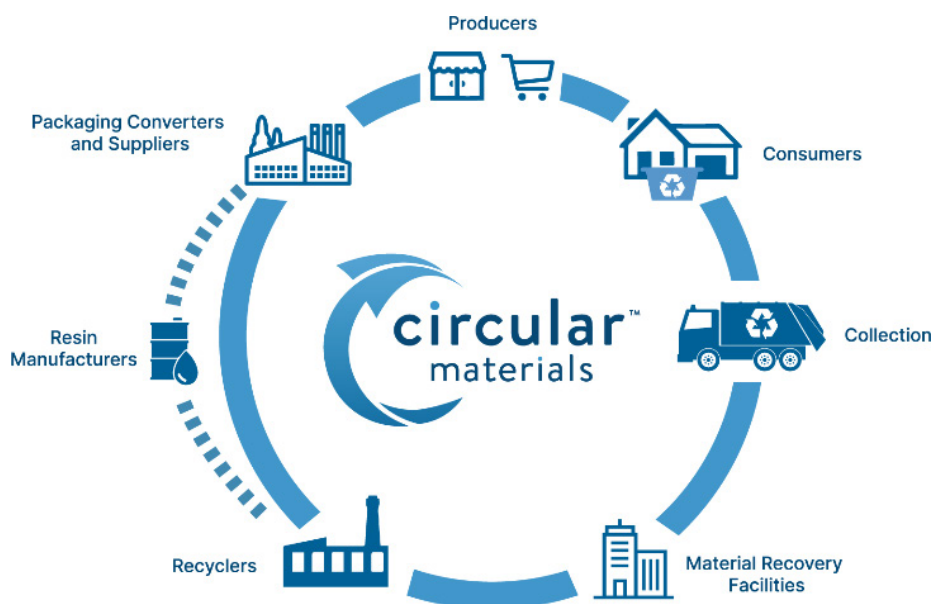 Producers
Packaging Converters
and Suppliers
Consumers
circular™
materials
Resin
Manufacturers
Collection
Recyclers
Material Recovery
Facilities